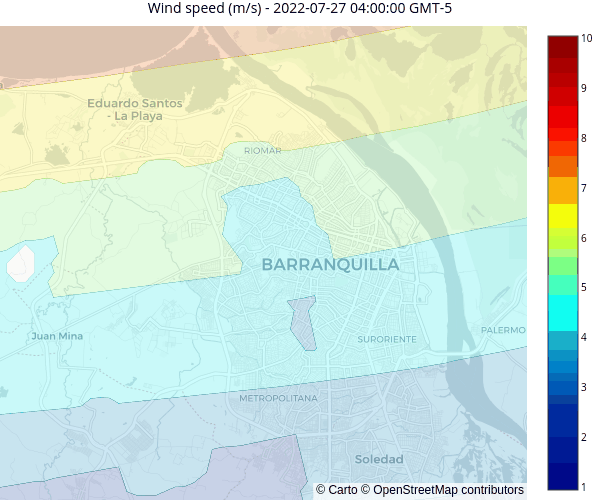 Wind speed (m/s) - 2022-07-27 04:00:00 GMT-5
Eduardo Santos
- La Playa
RIOMAR
BARRANQUILLA
Juan Mina
SURORIENTE
PALERMO
METROPOLITANA
Soledad
© Carto © OpenStreetMap contributors
10
9
8
7
6
5
4
3
2
1